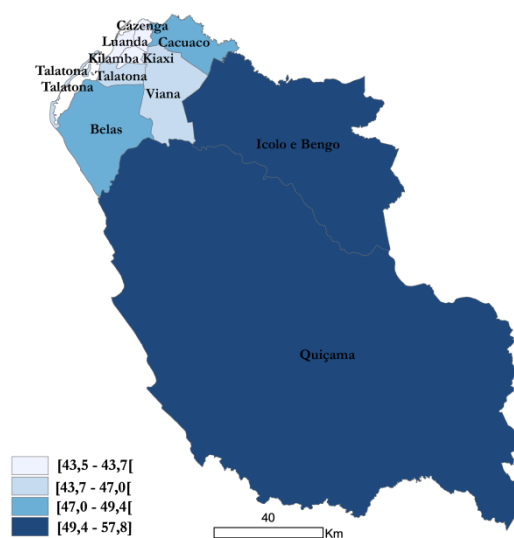 Cazenga
Luanda
Cacuaco
Kilamba Kiaxi
Talatona
Talatona
Talatona
Viana
Belas
Icolo e Bengo
Quiçama
[43,5 - 43,7[
[43,7 - 47,0[
[47,0 - 49,4[
[49,4 - 57,8]
40
Km